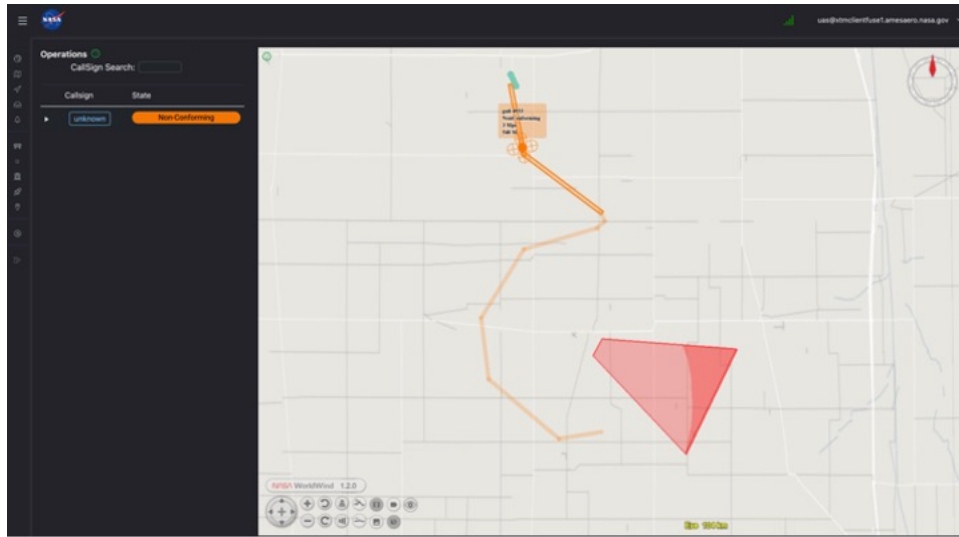 NASA
uas@xtmclientfuse1.amesaero.nasa.gov
Operations
CallSign Search:
Callsign State
unknown Non-Conforming
NASA WorldWind 1.2.0